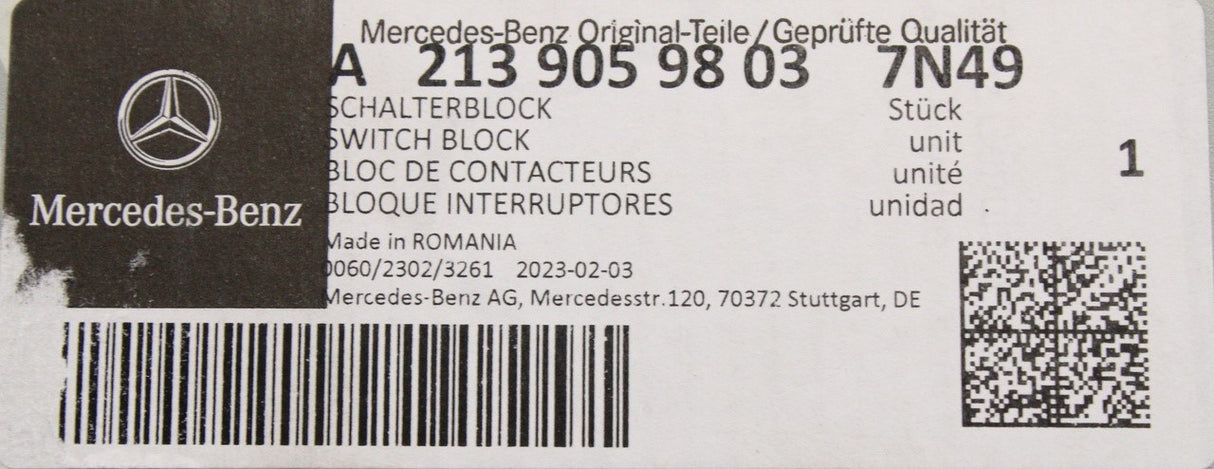 Mercedes-Benz Original-Teile/Geprüfte Qualität
A 213 905 98 03 7N49
SCHALTERBLOCK Stück
SWITCH BLOCK unit
BLOC DE CONTACTEURS unité 1
BLOQUE INTERRUPTORES unidad
Mercedes-Benz
Made in ROMANIA
0060/2302/3261 2023-02-03
Mercedes-Benz AG, Mercedesstr.120, 70372 Stuttgart, DE